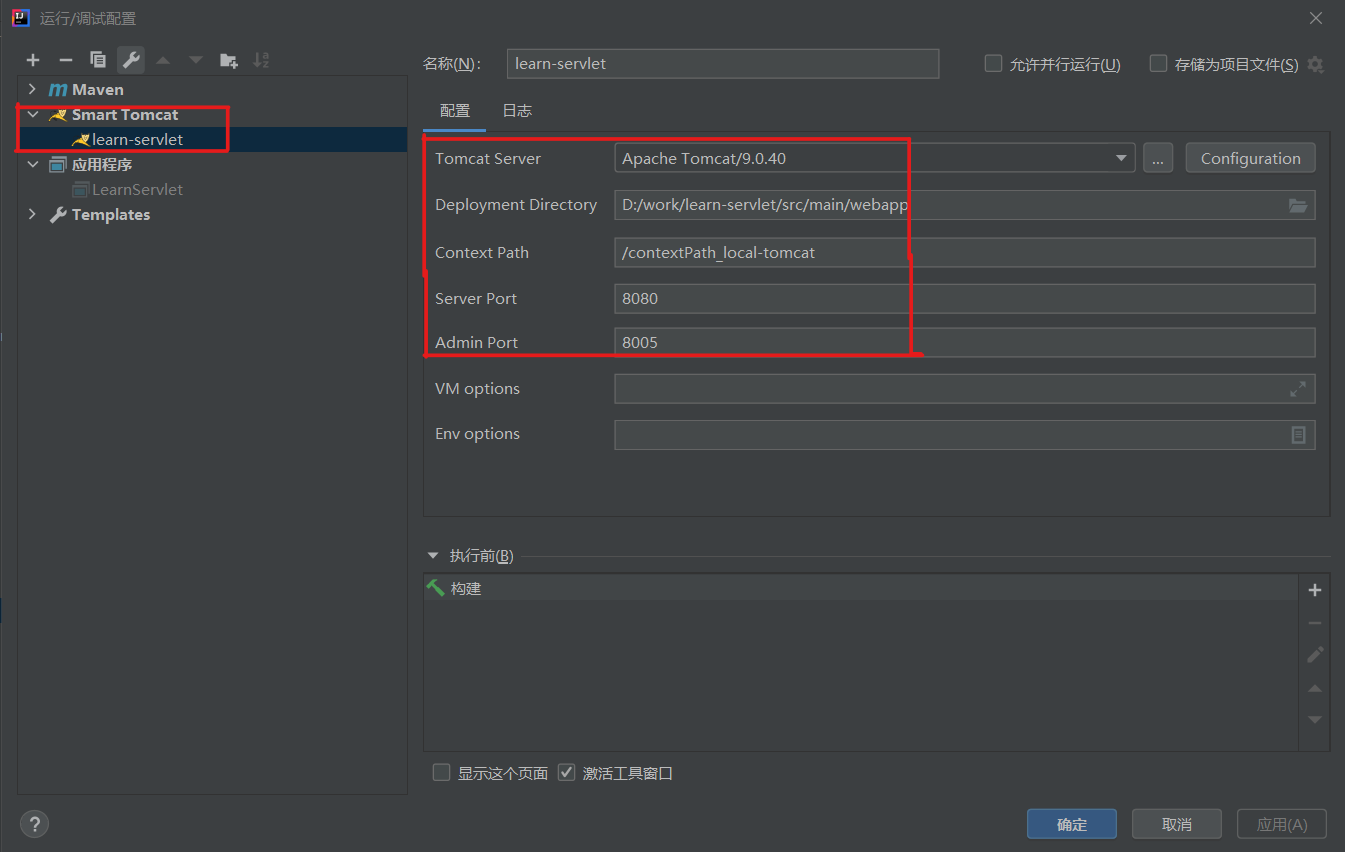 运行/调试配置
Maven
Smart Tomcat
learn-servlet
应用程序
LearnServlet
Templates
名称(N): learn-servlet 允许并行运行(U) 存储为项目文件(S)
配置 日志
Tomcat Server Apache Tomcat/9.0.40 ... Configuration
Deployment Directory D:/work/learn-servlet/src/main/webapp
Context Path /contextPath_local-tomcat
Server Port 8080
Admin Port 8005
VM options
Env options
执行前(B)
构建
显示这个页面 激活工具窗口
? 确定 取消 应用(A)